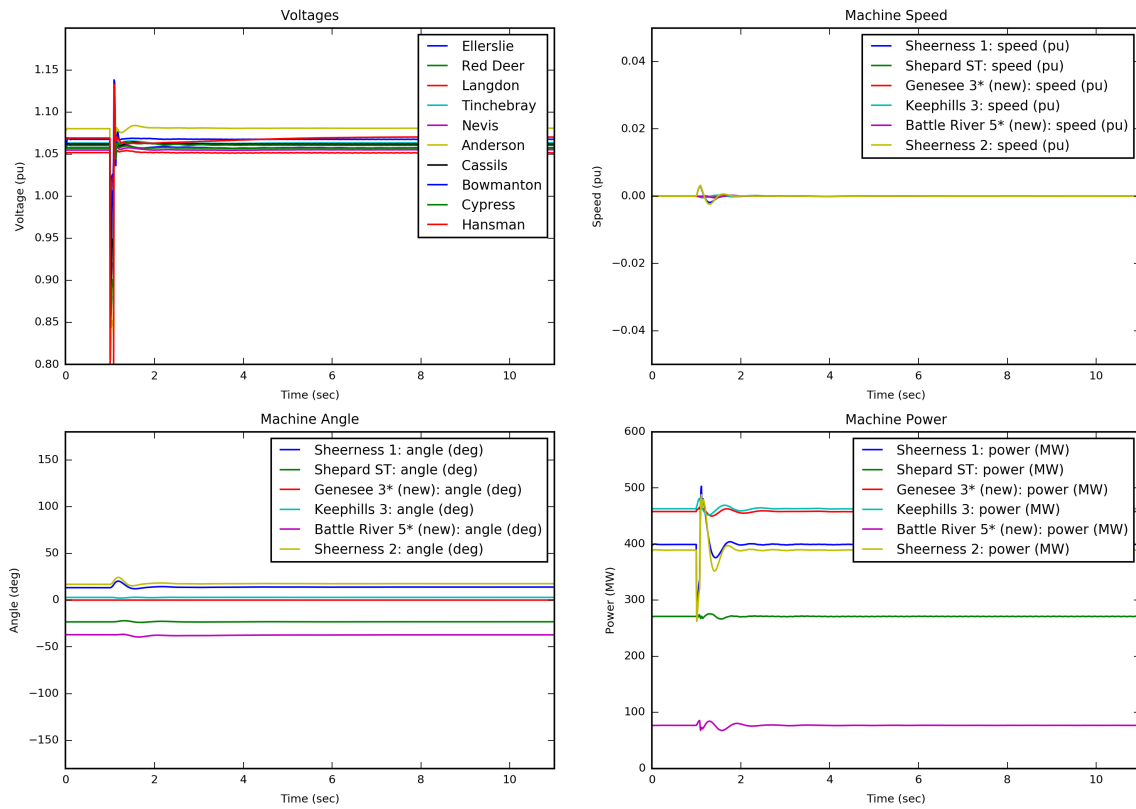 Voltages
1.15
1.10
1.05
1.00
0.95
0.90
0.85
0.80
Voltage (pu)
0 2 4 6 8 10
Time (sec)
Ellerslie
Red Deer
Langdon
Tinchebray
Nevis
Anderson
Cassils
Bowmanton
Cypress
Hansman
Machine Speed
0.04
0.02
0.00
−0.02
−0.04
Speed (pu)
0 2 4 6 8 10
Time (sec)
Sheerness 1: speed (pu)
Shepard ST: speed (pu)
Genesee 3* (new): speed (pu)
Keephills 3: speed (pu)
Battle River 5* (new): speed (pu)
Sheerness 2: speed (pu)
Machine Angle
150
100
50
0
−50
−100
−150
Angle (deg)
0 2 4 6 8 10
Time (sec)
Sheerness 1: angle (deg)
Shepard ST: angle (deg)
Genesee 3* (new): angle (deg)
Keephills 3: angle (deg)
Battle River 5* (new): angle (deg)
Sheerness 2: angle (deg)
Machine Power
600
500
400
300
200
100
0
Power (MW)
0 2 4 6 8 10
Time (sec)
Sheerness 1: power (MW)
Shepard ST: power (MW)
Genesee 3* (new): power (MW)
Keephills 3: power (MW)
Battle River 5* (new): power (MW)
Sheerness 2: power (MW)